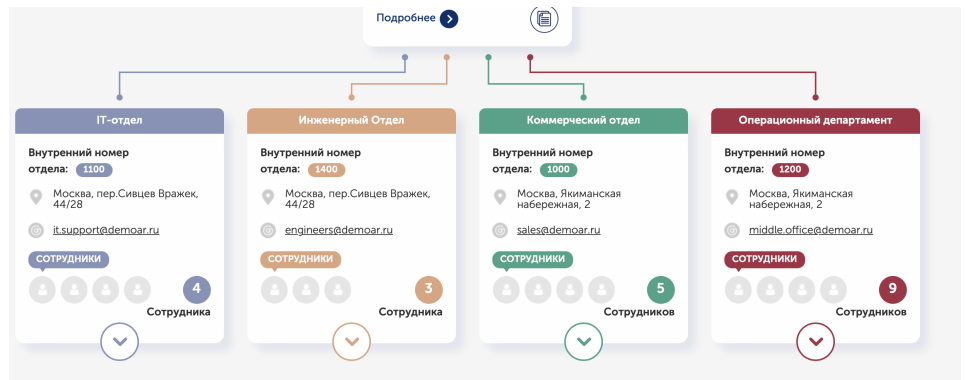 Подробнее
IT-отдел
Внутренний номер
отдела: 1100
Москва, пер.Сивцев Вражек,
44/28
it.support@demoar.ru
СОТРУДНИКИ
4
Сотрудника
Инженерный Отдел
Внутренний номер
отдела: 1400
Москва, пер.Сивцев Вражек,
44/28
engineers@demoar.ru
СОТРУДНИКИ
3
Сотрудника
Коммерческий отдел
Внутренний номер
отдела: 1000
Москва, Якиманская
набережная, 2
sales@demoar.ru
СОТРУДНИКИ
5
Сотрудников
Операционный департамент
Внутренний номер
отдела: 1200
Москва, Якиманская
набережная, 2
middle.office@demoar.ru
СОТРУДНИКИ
9
Сотрудников